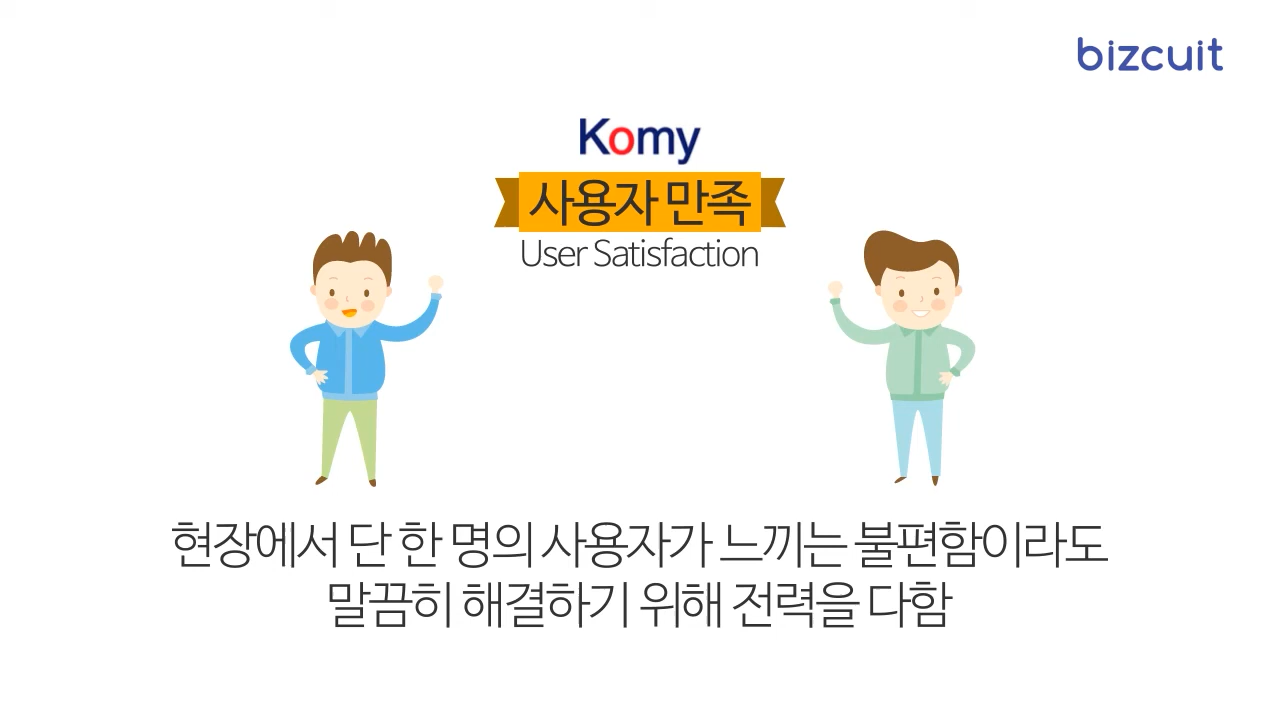 bizcuit
Komy
사용자 만족
User Satisfaction
현장에서 단 한 명의 사용자가 느끼는 불편함이라도
말끔히 해결하기 위해 전력을 다함